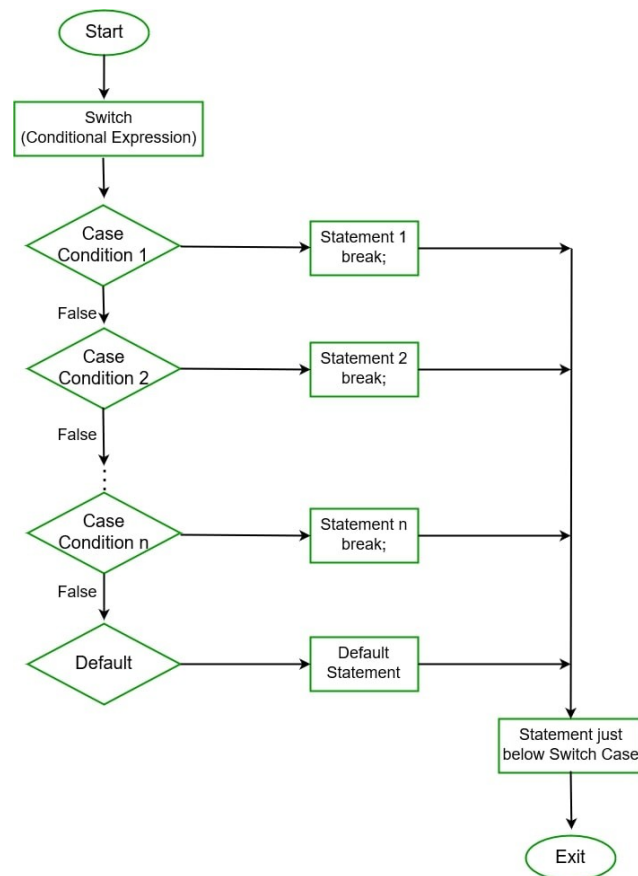 Start
Switch
(Conditional Expression)
Case
Condition 1
Statement 1
break;
False
Case
Condition 2
Statement 2
break;
False
Case
Condition n
Statement n
break;
False
Default
Default
Statement
Statement just
below Switch Case
Exit